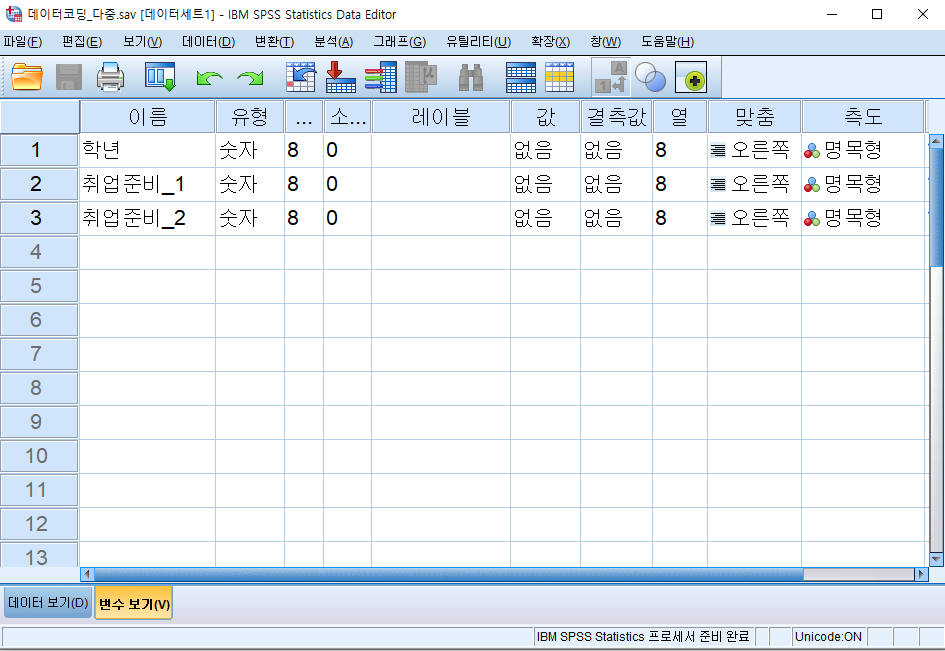 데이터코딩_다중.sav [데이터세트1] - IBM SPSS Statistics Data Editor
파일(F) 편집(E) 보기(V) 데이터(D) 변환(T) 분석(A) 그래프(G) 유틸리티(U) 확장(X) 창(W) 도움말(H)
이름 유형 ... 소... 레이블 값 결측값 열 맞춤 측도
1 학년 숫자 8 0 없음 없음 8 오른쪽 명목형
2 취업준비_1 숫자 8 0 없음 없음 8 오른쪽 명목형
3 취업준비_2 숫자 8 0 없음 없음 8 오른쪽 명목형
4
5
6
7
8
9
10
11
12
13
데이터 보기(D) 변수 보기(V)
IBM SPSS Statistics 프로세서 준비 완료 Unicode:ON